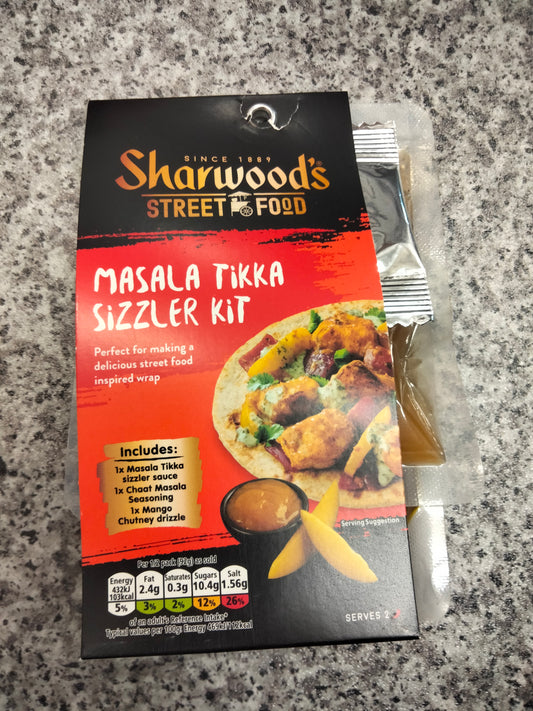 SINCE 1889
Sharwood's®
STREET FOOD
MASALA TIKKA
SIZZLER KIT
Perfect for making a
delicious street food
inspired wrap
Includes:
1x Masala Tikka
sizzler sauce
1x Chaat Masala
Seasoning
1x Mango
Chutney drizzle
Serving Suggestion
Per 1/2 pack (92g) as sold
Energy 432kJ 103kcal 5%
Fat 2.4g 3%
Saturates 0.3g 2%
Sugars 10.4g 12%
Salt 1.56g 26%
of an adult's Reference Intake*
Typical values per 100g: Energy 469kJ/112kcal
SERVES 2